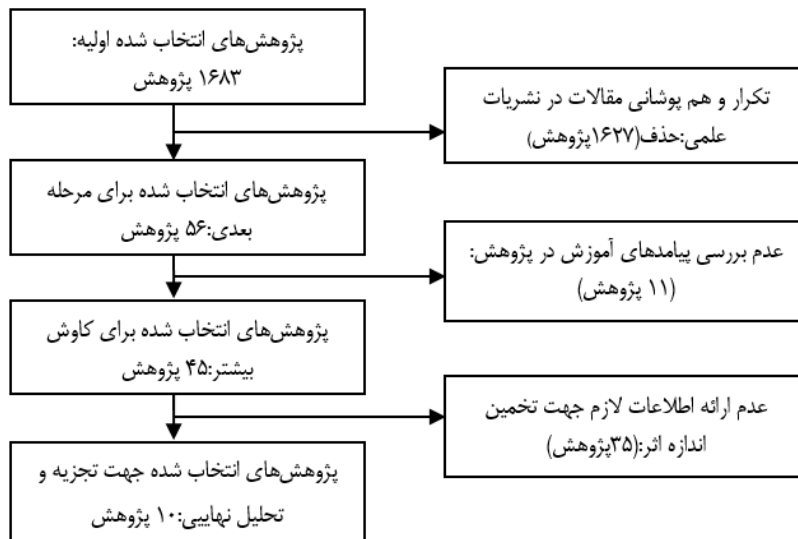 پژوهش‌های انتخاب شده اولیه:
۱۶۸۳ پژوهش
تکرار و هم پوشانی مقالات در نشریات
علمی:حذف(۱۶۲۷پژوهش)
پژوهش‌های انتخاب شده برای مرحله
بعدی:۵۶ پژوهش
عدم بررسی پیامدهای آموزش در پژوهش:
(۱۱ پژوهش)
پژوهش‌های انتخاب شده برای کاوش
بیشتر:۴۵ پژوهش
عدم ارائه اطلاعات لازم جهت تخمین
اندازه اثر:(۳۵پژوهش)
پژوهش‌های انتخاب شده جهت تجزیه و
تحلیل نهاییی:۱۰ پژوهش